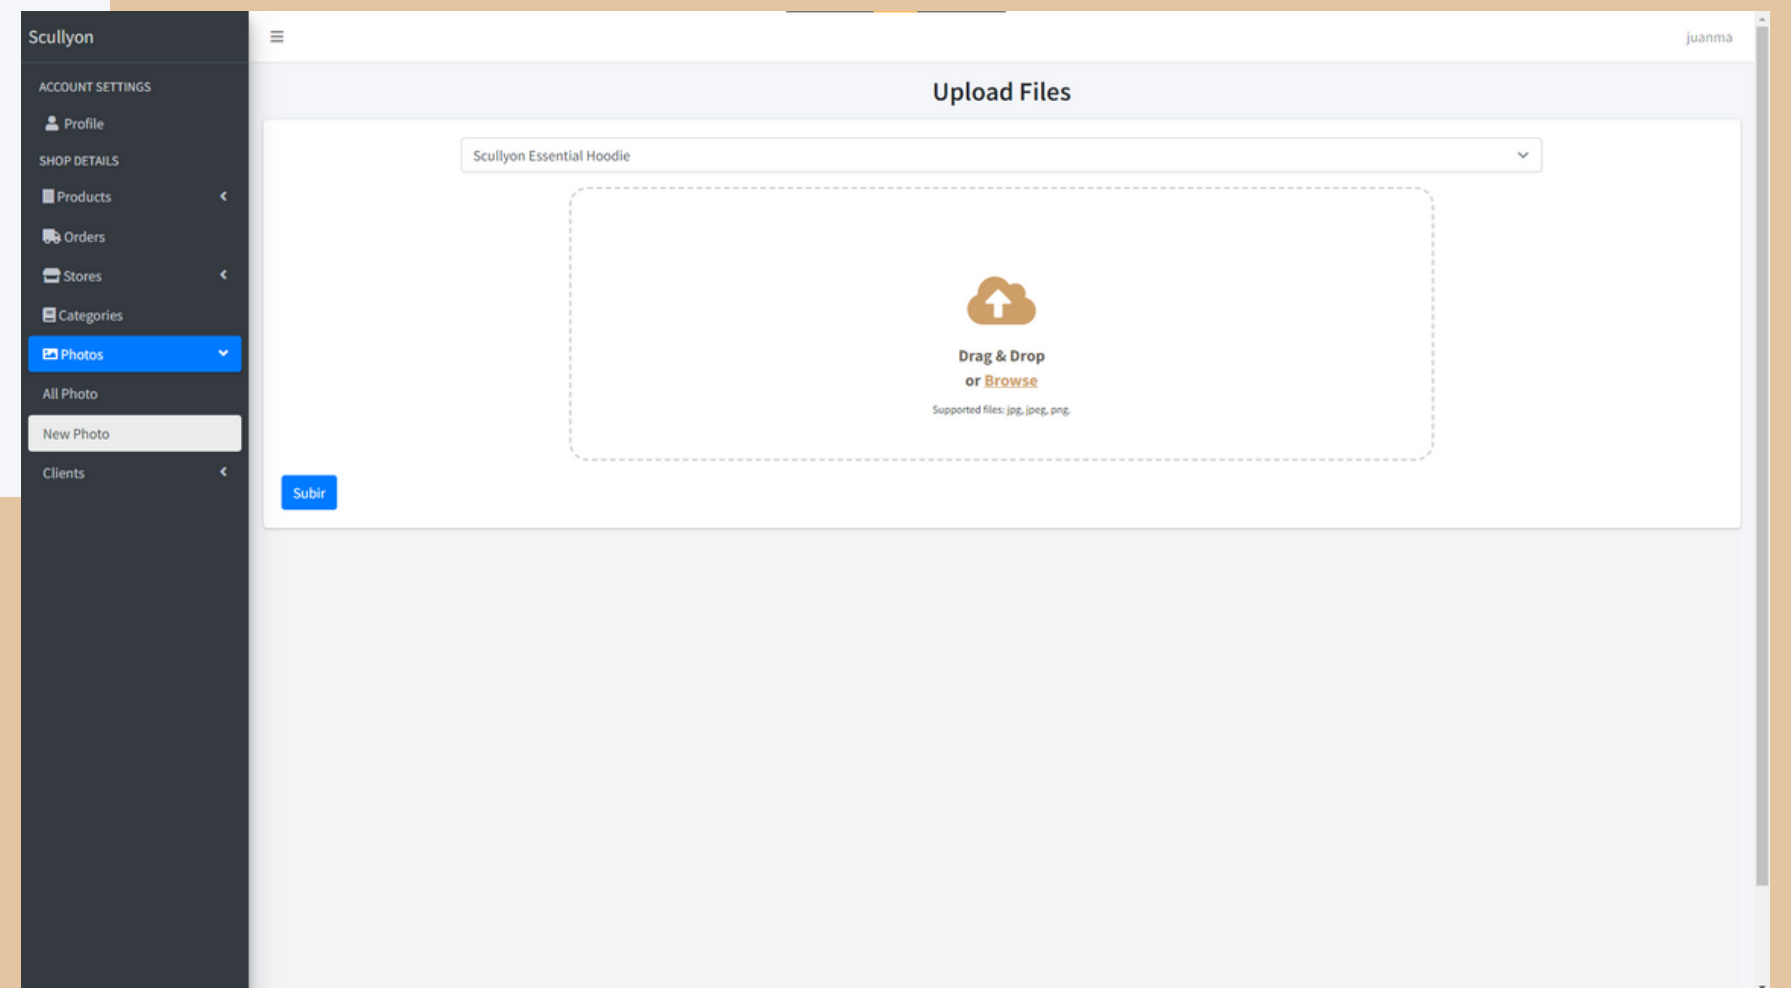 Scullyon
juanma
ACCOUNT SETTINGS
Profile
SHOP DETAILS
Products
Orders
Stores
Categories
Photos
All Photo
New Photo
Clients
Upload Files
Scullyon Essential Hoodie
Drag & Drop
or Browse
Supported files: jpg, jpeg, png.
Subir